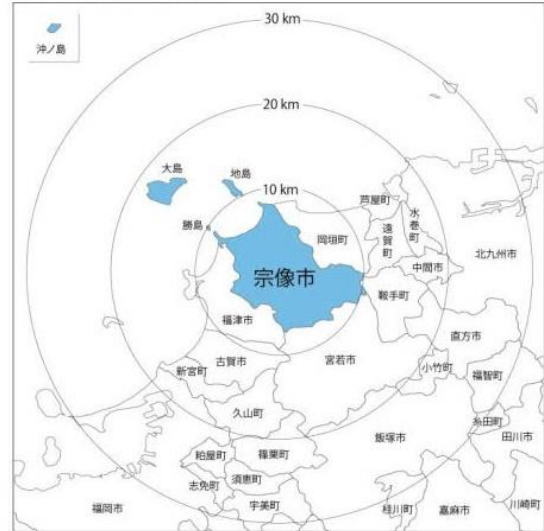 30 km
沖ノ島
20 km
大島
地島
10 km
芦屋町
水巻町
勝島
岡垣町
遠賀町
北九州市
中間市
宗像市
鞍手町
福津市
直方市
古賀市
宮若市
小竹町
新宮町
福智町
久山町
糸田町
飯塚市
田川市
粕屋町
篠栗町
志免町
須恵町
福岡市
宇美町
桂川町
嘉麻市
川崎町